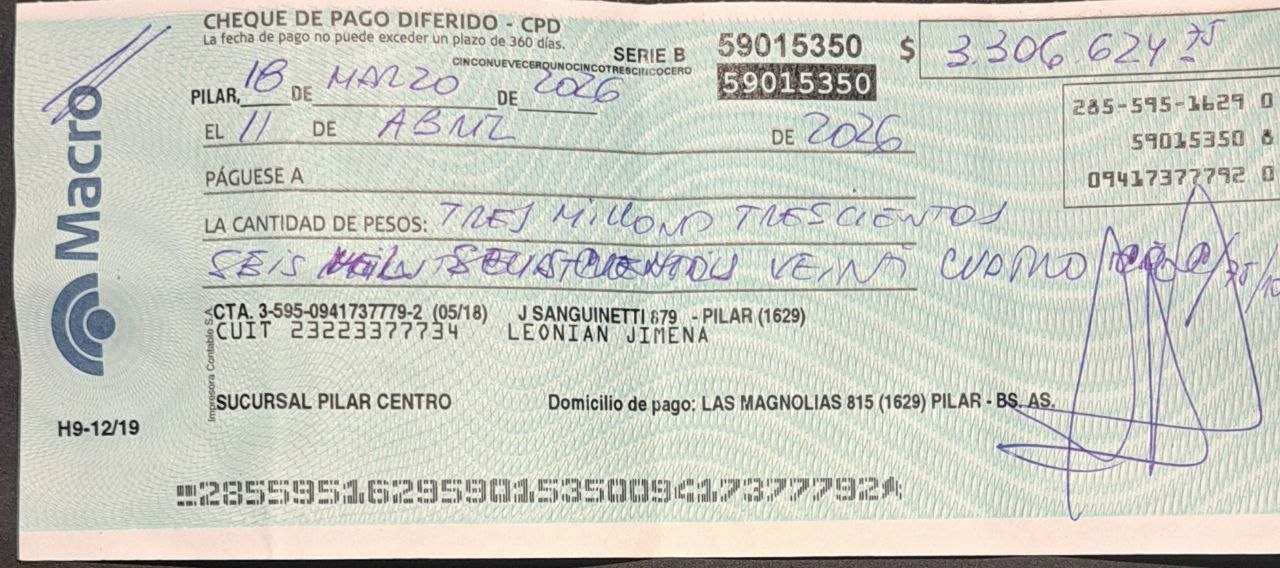 CHEQUE DE PAGO DIFERIDO - CPD
La fecha de pago no puede exceder un plazo de 360 días.
SERIE B 59015350 $ 3.306.624 75
CINCONUEVECEROUNOCINCOTRESCINCOCERO
59015350
PILAR, 18 DE MARZO DE 2026
EL 11 DE ABRIL DE 2026
285-595-1629 0
59015350 8
09417377792 0
PÁGUESE A
LA CANTIDAD DE PESOS: TRES MILLONES TRESCIENTOS
SEIS MIL SEISCIENTOS VEINTI CUATRO 75/100
CTA. 3-595-0941737779-2 (05/18) J SANGUINETTI 879 - PILAR (1629)
CUIT 23223377734 LEONIAN JIMENA
SUCURSAL PILAR CENTRO Domicilio de pago: LAS MAGNOLIAS 815 (1629) PILAR - BS. AS.
Macro
Impresora Contable S.A.
H9-12/19
285595162959015350094173777792